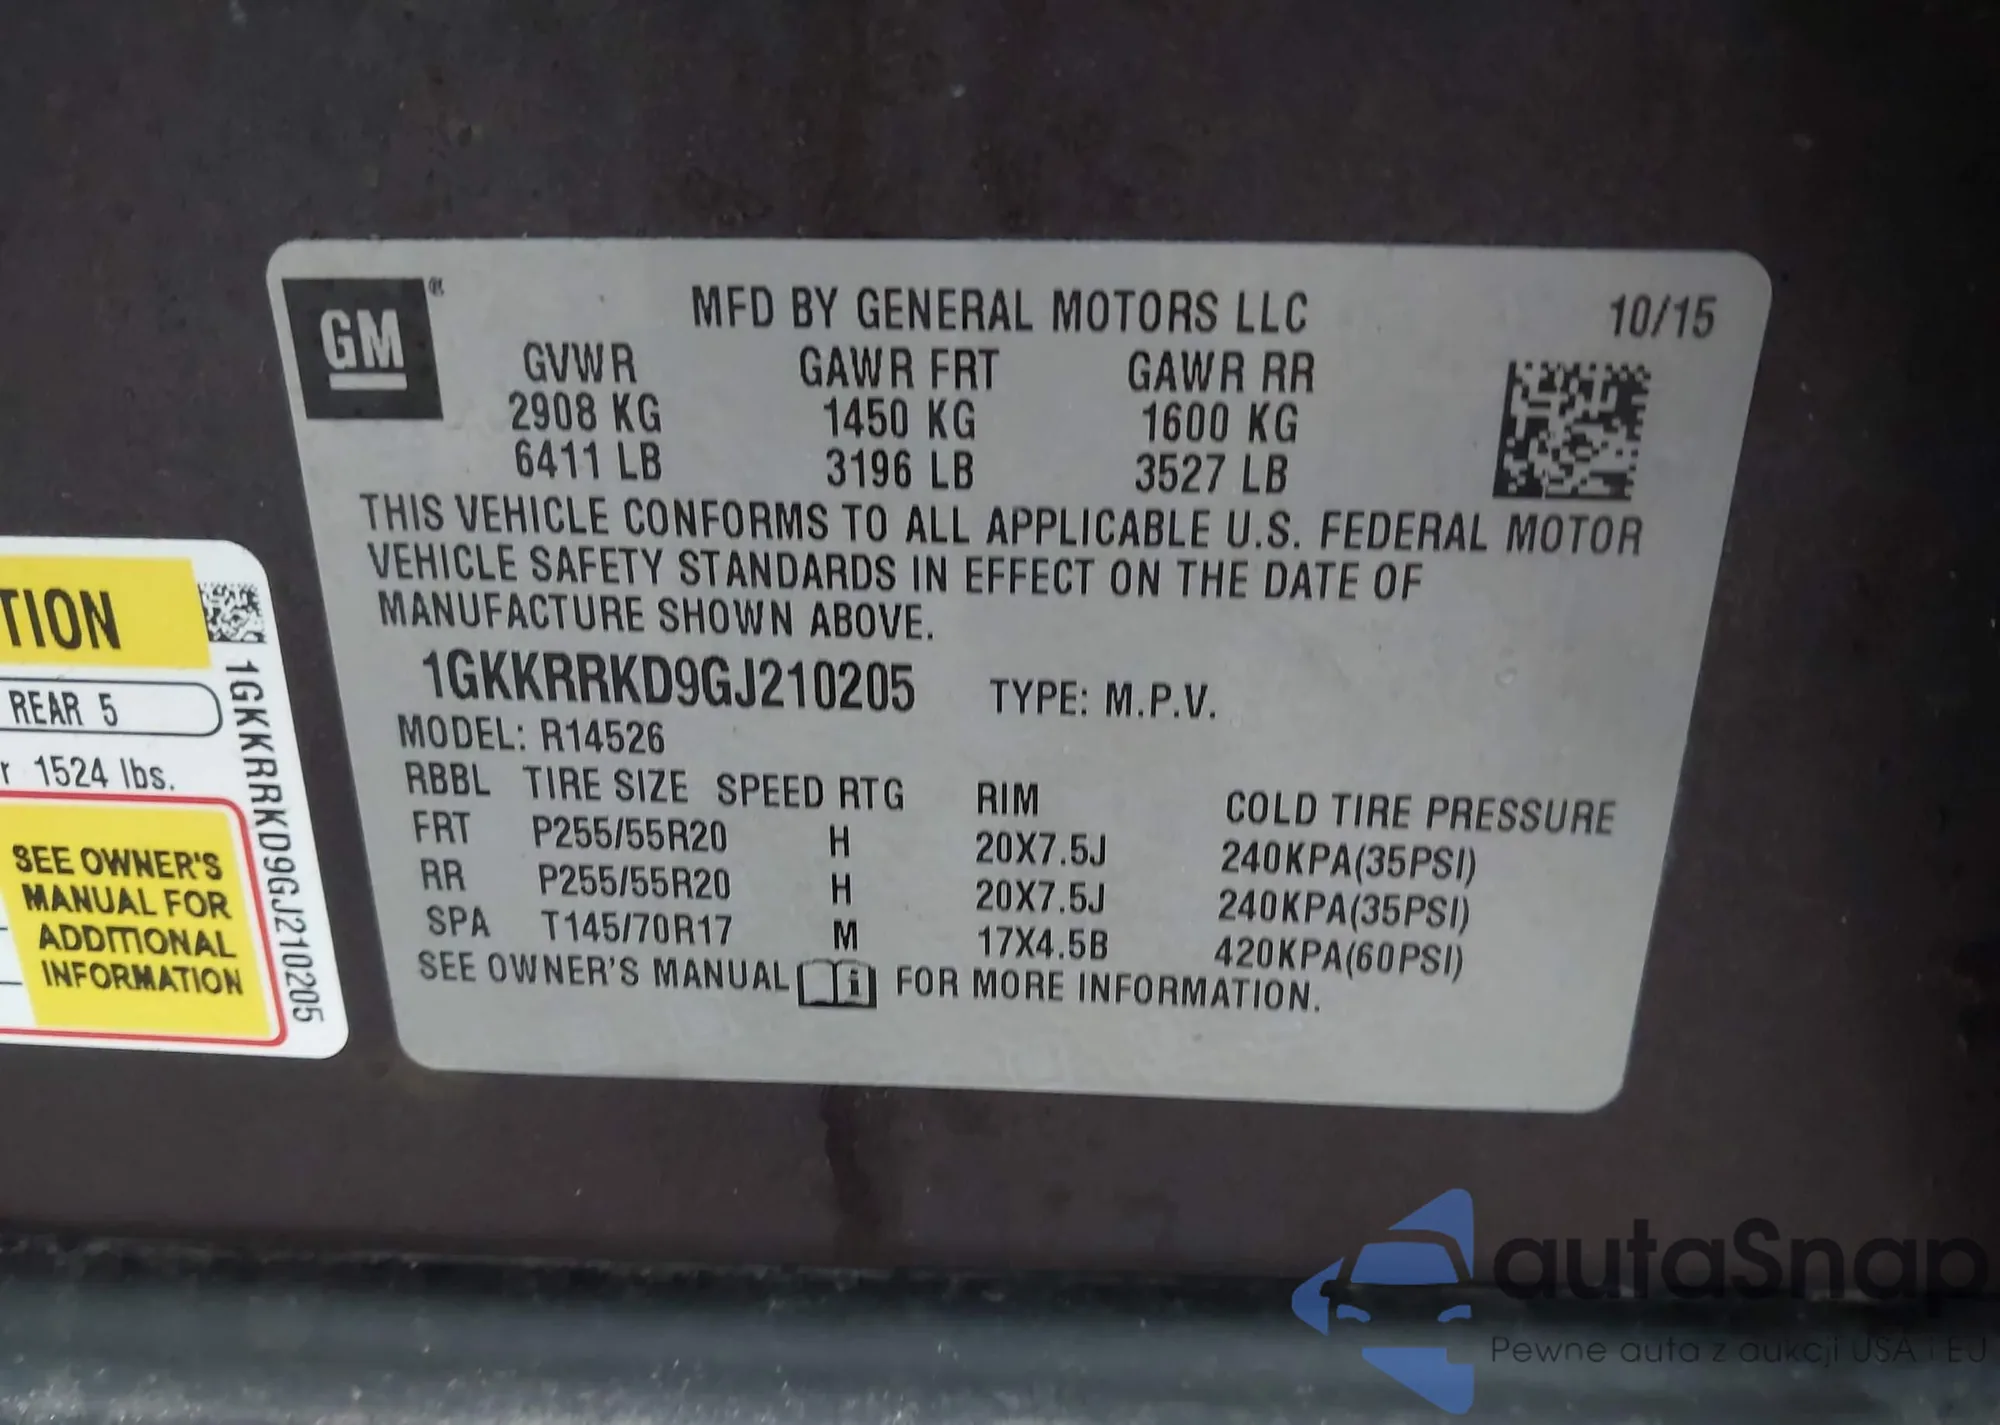 GM ®
MFD BY GENERAL MOTORS LLC 10/15
GVWR GAWR FRT GAWR RR
2908 KG 1450 KG 1600 KG
6411 LB 3196 LB 3527 LB
THIS VEHICLE CONFORMS TO ALL APPLICABLE U.S. FEDERAL MOTOR
VEHICLE SAFETY STANDARDS IN EFFECT ON THE DATE OF
MANUFACTURE SHOWN ABOVE.
1GKKRRKD9GJ210205 TYPE: M.P.V.
MODEL: R14526
RBBL TIRE SIZE SPEED RTG RIM COLD TIRE PRESSURE
FRT P255/55R20 H 20X7.5J 240KPA(35PSI)
RR P255/55R20 H 20X7.5J 240KPA(35PSI)
SPA T145/70R17 M 17X4.5B 420KPA(60PSI)
SEE OWNER'S MANUAL i FOR MORE INFORMATION.
TION
REAR 5
r 1524 lbs.
SEE OWNER'S
MANUAL FOR
ADDITIONAL
INFORMATION
1GKKRRKD9GJ210205
autaSnap
Pewne auta z aukcji USA i EU